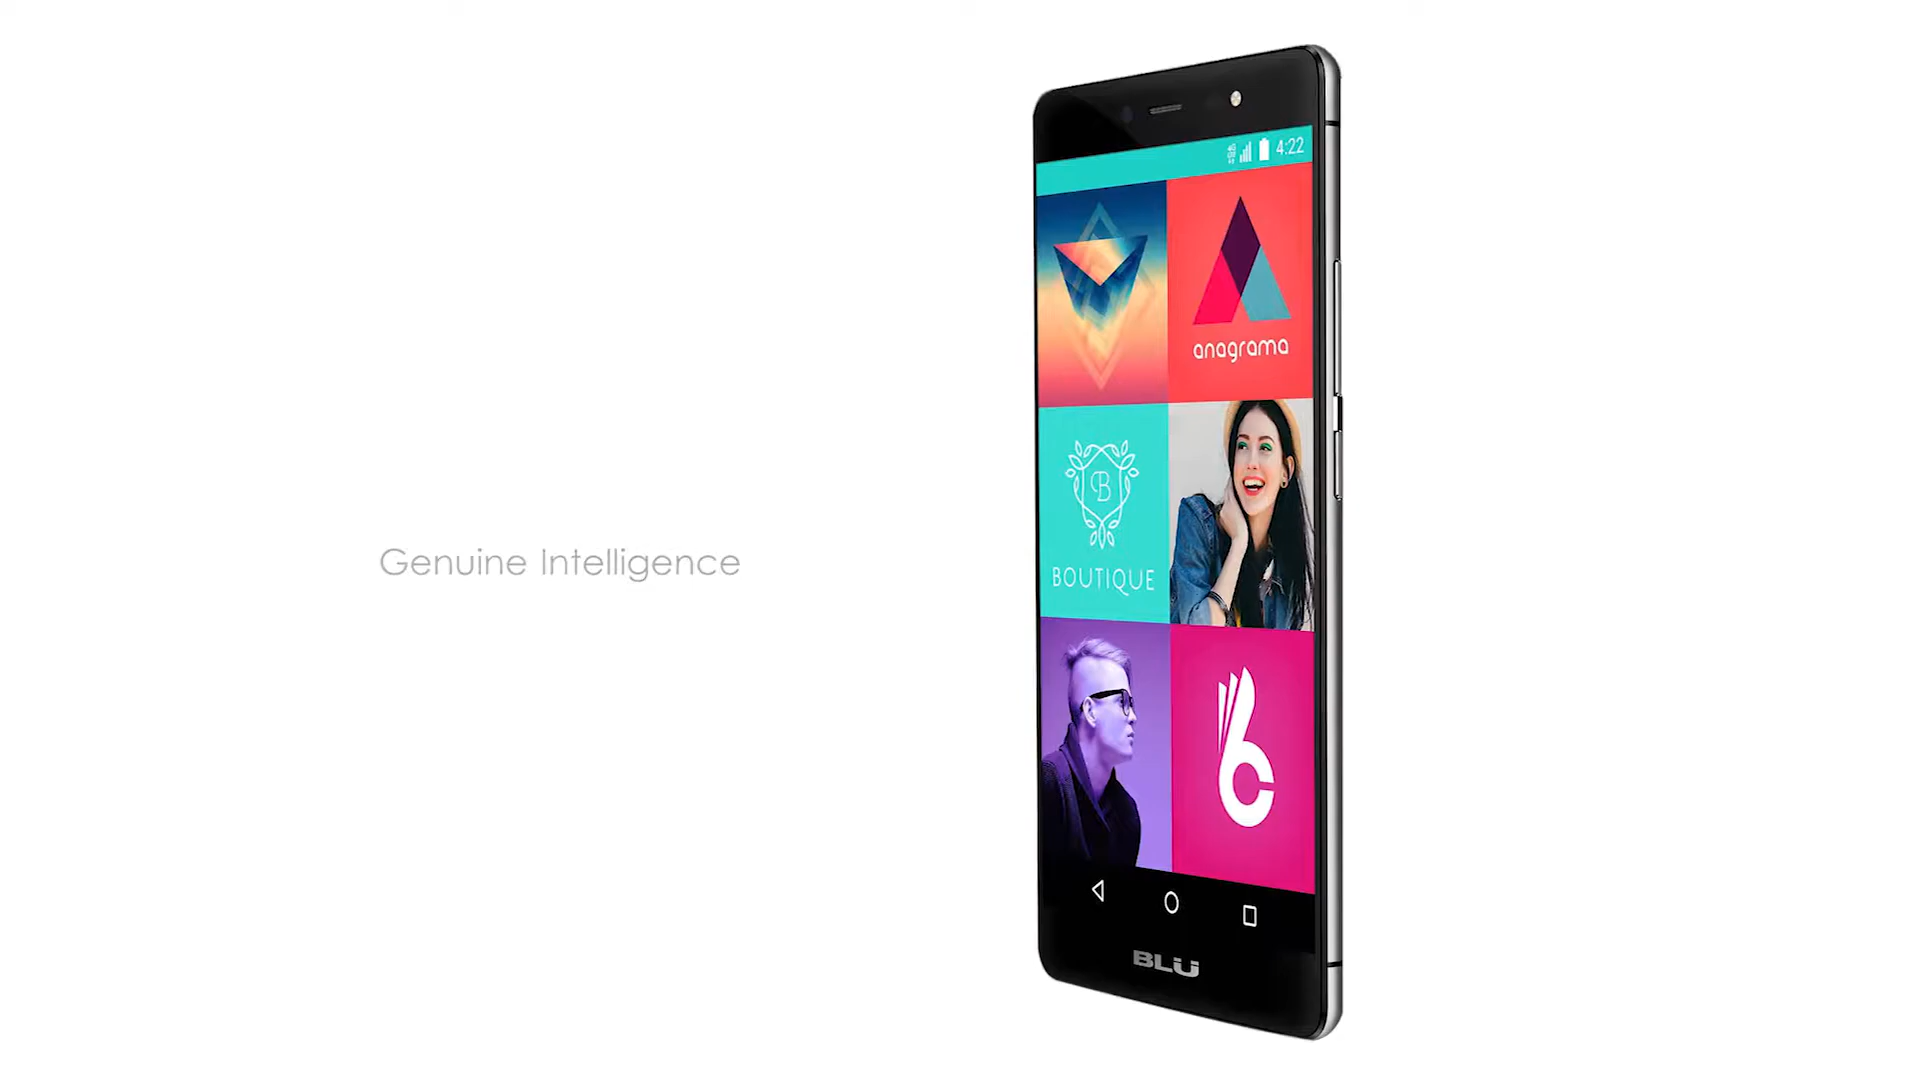 Genuine Intelligence
4:22
anagrama
B
BOUTIQUE
BLU